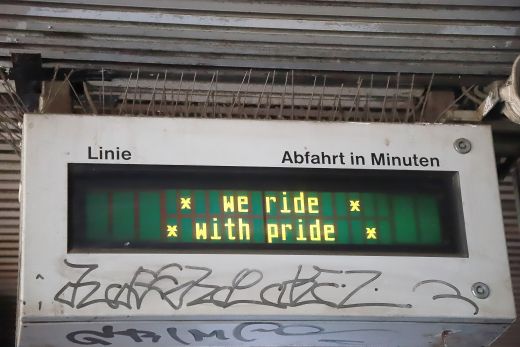 Linie Abfahrt in Minuten
* we ride *
* with pride *